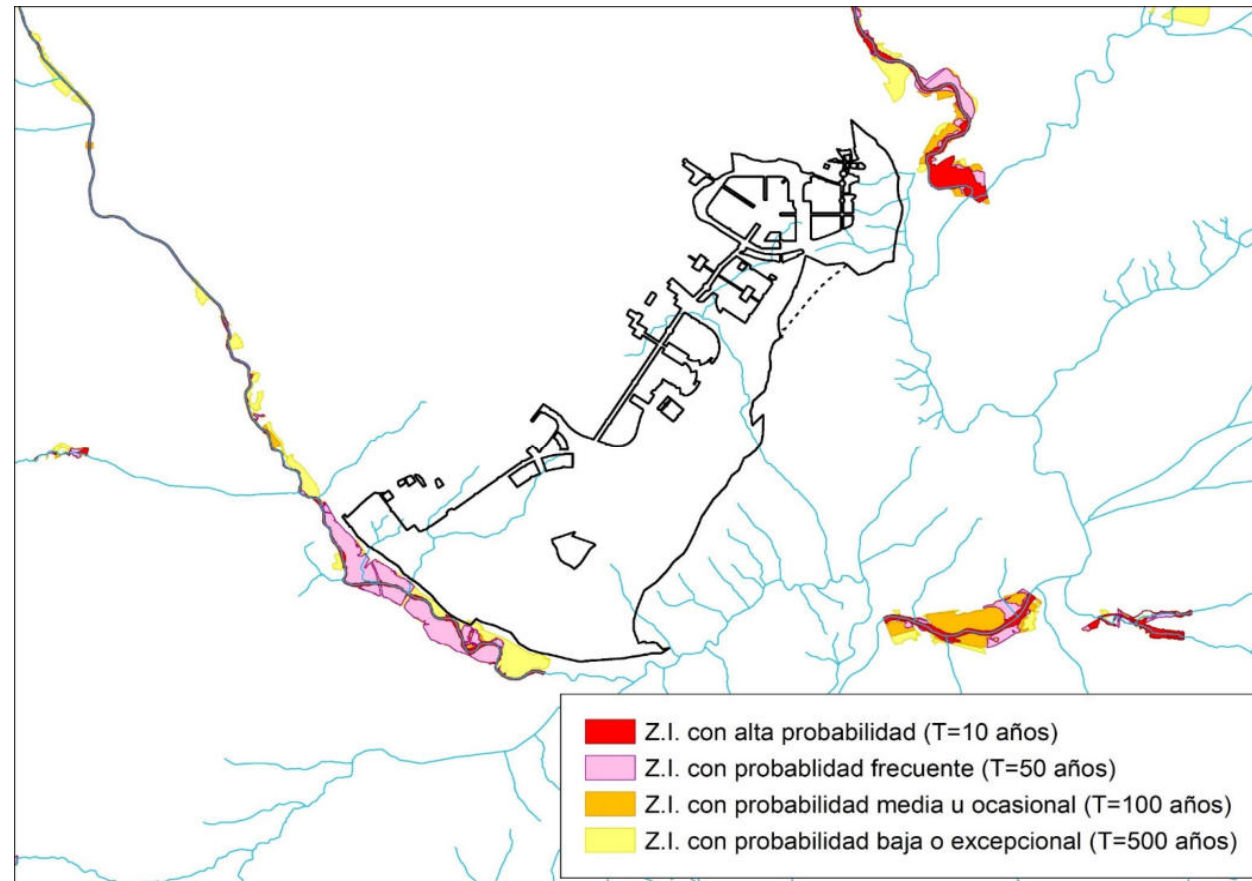 Z.I. con alta probabilidad (T=10 años)
Z.I. con probablidad frecuente (T=50 años)
Z.I. con probabilidad media u ocasional (T=100 años)
Z.I. con probabilidad baja o excepcional (T=500 años)